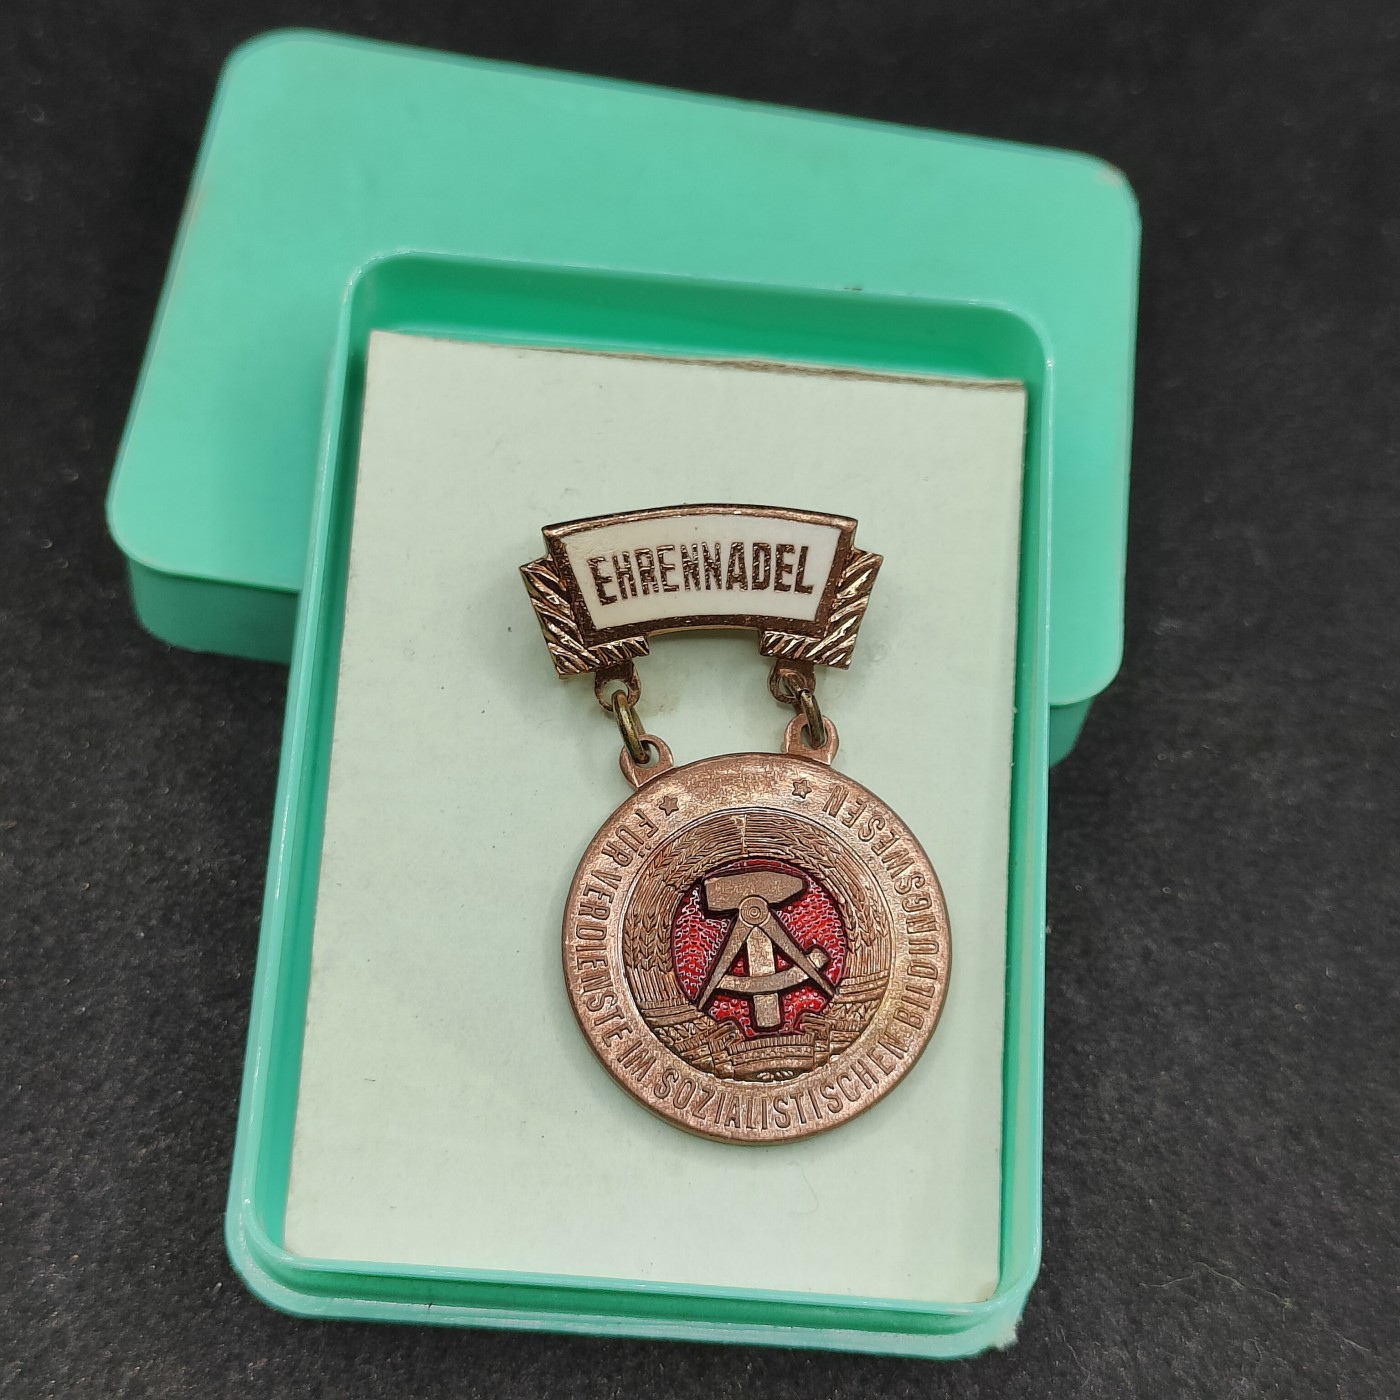 EHRENNADEL
FÜR VERDIENSTE IM SOZIALISTISCHEN BILDUNGSWESEN